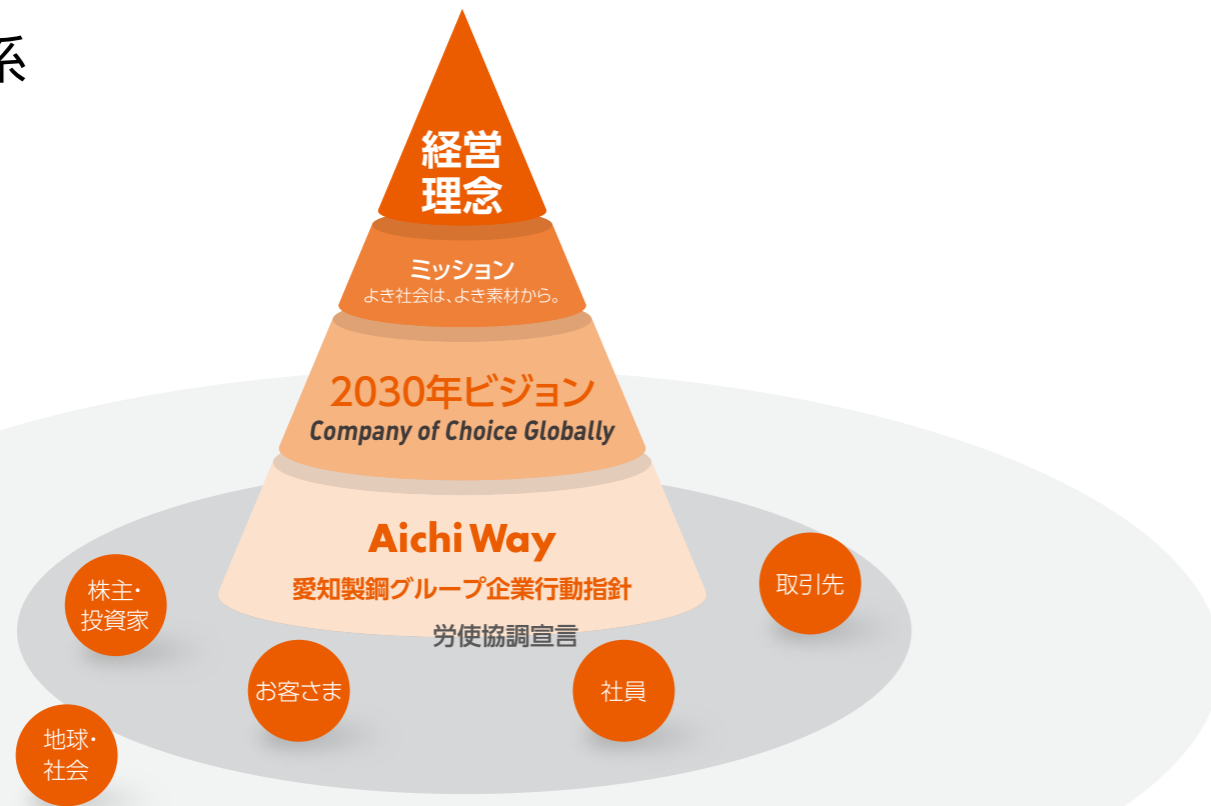 系
経営
理念
ミッション
よき社会は、よき素材から。
2030年ビジョン
Company of Choice Globally
Aichi Way
愛知製鋼グループ企業行動指針
労使協調宣言
株主・
投資家
お客さま
社員
取引先
地球・
社会